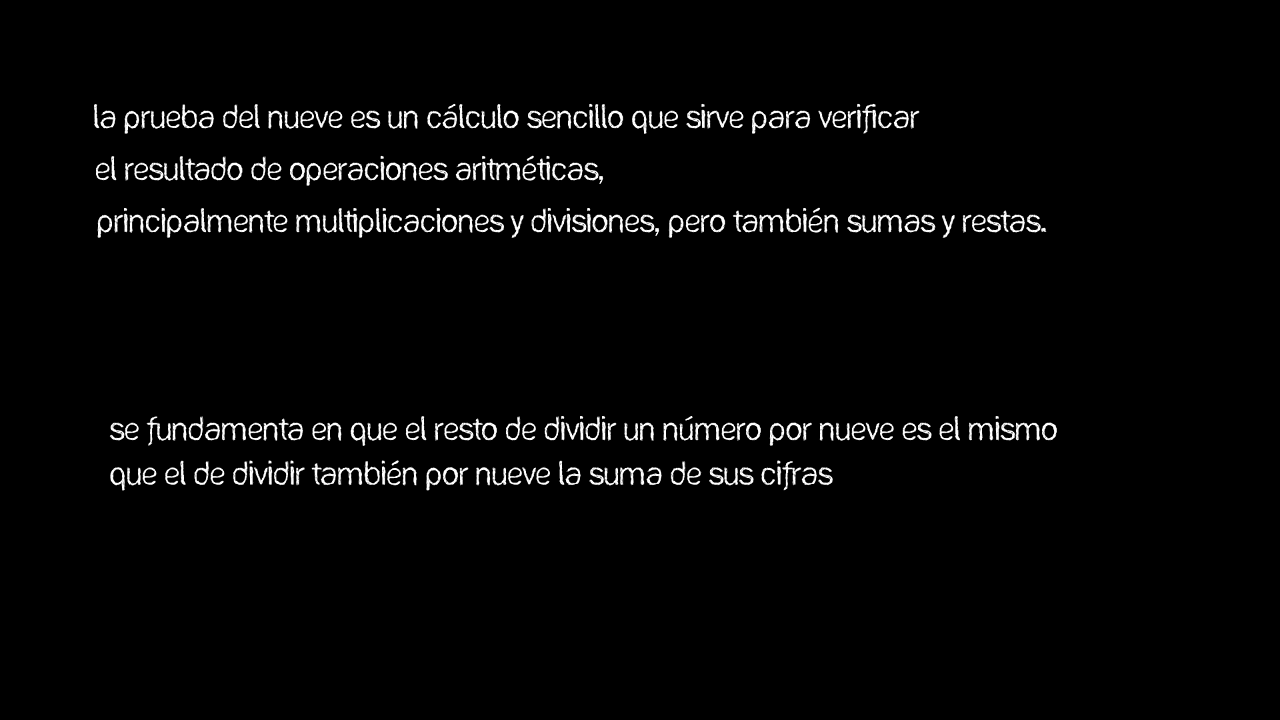 la prueba del nueve es un cálculo sencillo que sirve para verificar
el resultado de operaciones aritméticas,
principalmente multiplicaciones y divisiones, pero también sumas y restas.
se fundamenta en que el resto de dividir un número por nueve es el mismo
que el de dividir también por nueve la suma de sus cifras